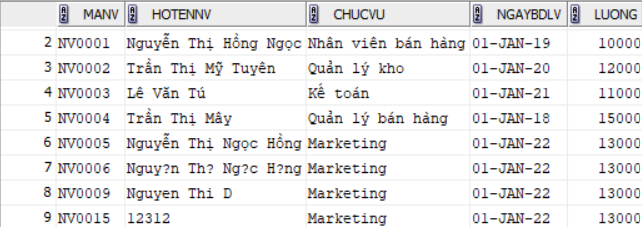 MANV HOTENNV CHUCVU NGAYBDLV LUONG
2 NV0001 Nguyễn Thị Hồng Ngọc Nhân viên bán hàng 01-JAN-19 10000
3 NV0002 Trần Thị Mỹ Tuyên Quản lý kho 01-JAN-20 12000
4 NV0003 Lê Văn Tú Kế toán 01-JAN-21 11000
5 NV0004 Trần Thị Mây Quản lý bán hàng 01-JAN-18 15000
6 NV0005 Nguyễn Thị Ngọc Hồng Marketing 01-JAN-22 13000
7 NV0006 Nguy?n Th? Ng?c H?ng Marketing 01-JAN-22 13000
8 NV0009 Nguyen Thi D Marketing 01-JAN-22 13000
9 NV0015 12312 Marketing 01-JAN-22 13000